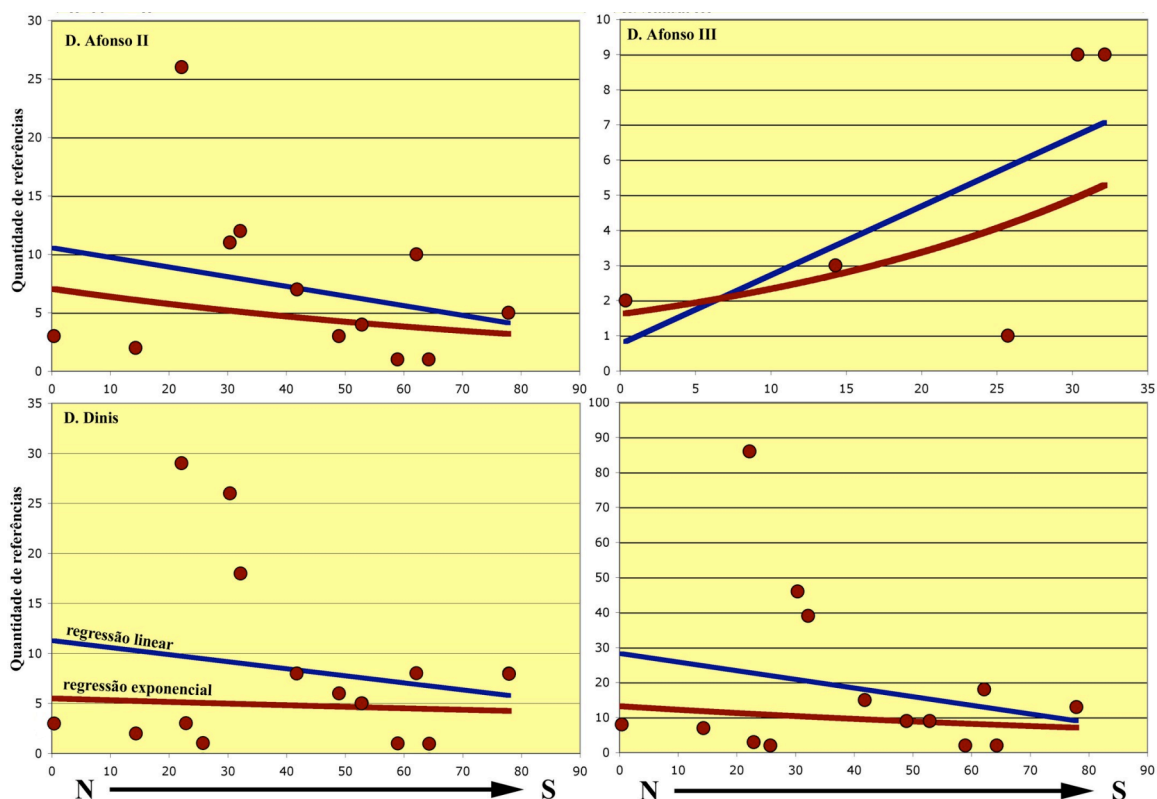 D. Afonso II
Quantidade de referências
30
25
20
15
10
5
0
0 10 20 30 40 50 60 70 80 90
D. Afonso III
10
9
8
7
6
5
4
3
2
1
0
0 5 10 15 20 25 30 35
D. Dinis
Quantidade de referências
35
30
25
20
15
10
5
0
regressão linear
regressão exponencial
0 10 20 30 40 50 60 70 80 90
N S
100
90
80
70
60
50
40
30
20
10
0
0 10 20 30 40 50 60 70 80 90
N S